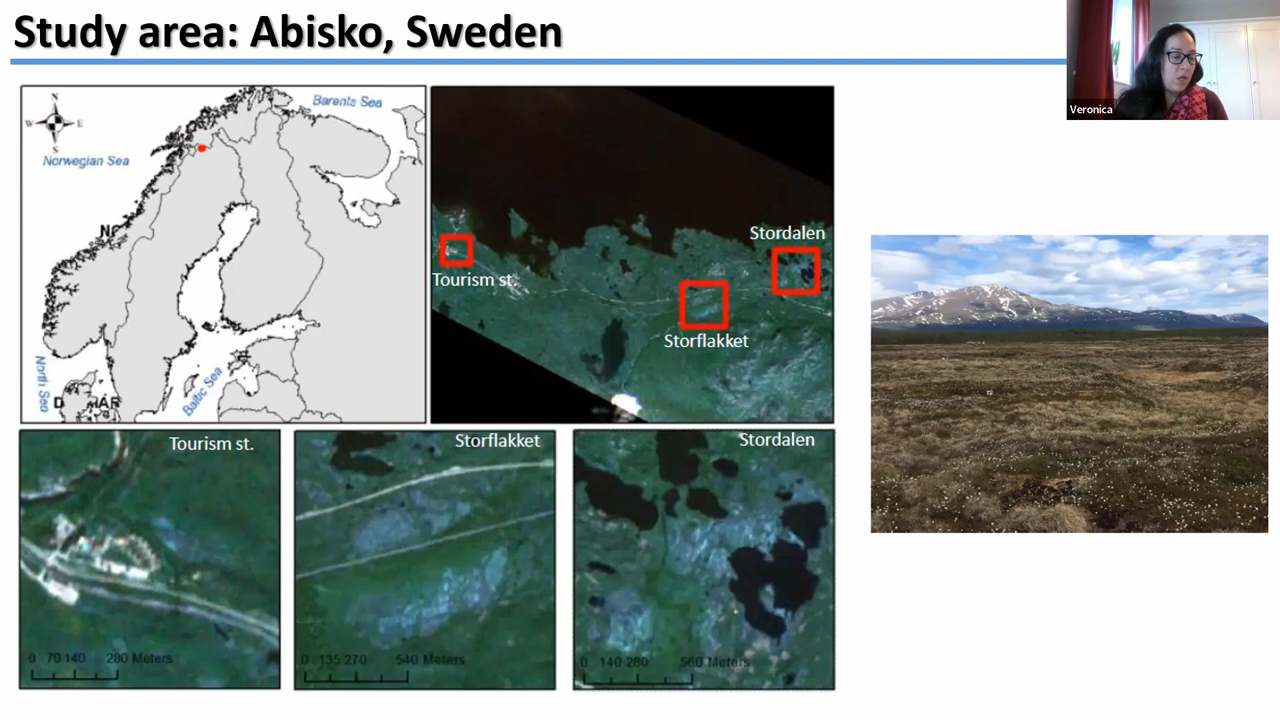 Study area: Abisko, Sweden
Veronica
Barents Sea
N
W
E
S
Norwegian Sea
North Sea
Baltic Sea
Stordalen
Tourism st.
Storflakket
Tourism st.
0 70 140 280 Meters
Storflakket
0 135 270 540 Meters
Stordalen
0 140 280 560 Meters